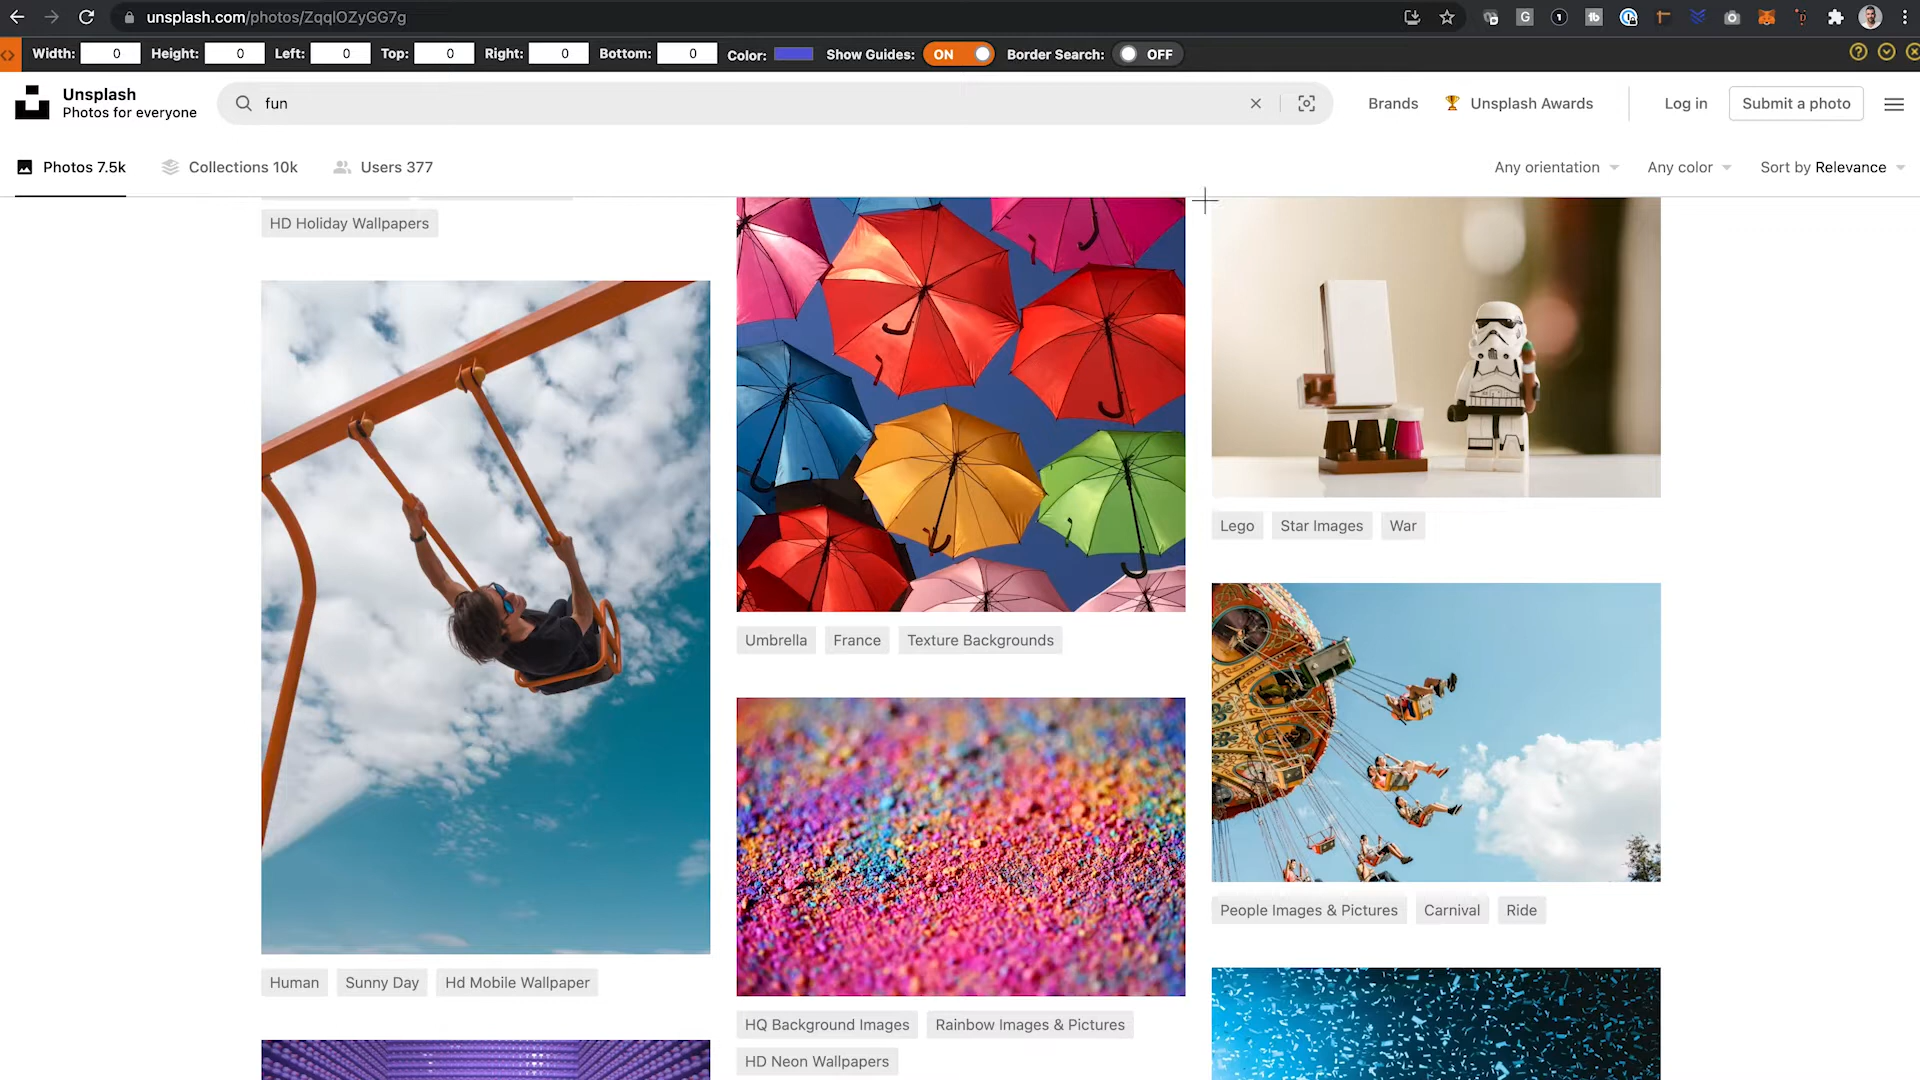 unsplash.com/photos/ZqqlOZyGG7g
Width: 0 Height: 0 Left: 0 Top: 0 Right: 0 Bottom: 0 Color: Show Guides: ON Border Search: OFF
Unsplash
Photos for everyone
fun
Brands
Unsplash Awards
Log in
Submit a photo
Photos 7.5k
Collections 10k
Users 377
Any orientation
Any color
Sort by Relevance
HD Holiday Wallpapers
Lego Star Images War
Umbrella France Texture Backgrounds
People Images & Pictures Carnival Ride
Human Sunny Day Hd Mobile Wallpaper
HQ Background Images Rainbow Images & Pictures
HD Neon Wallpapers